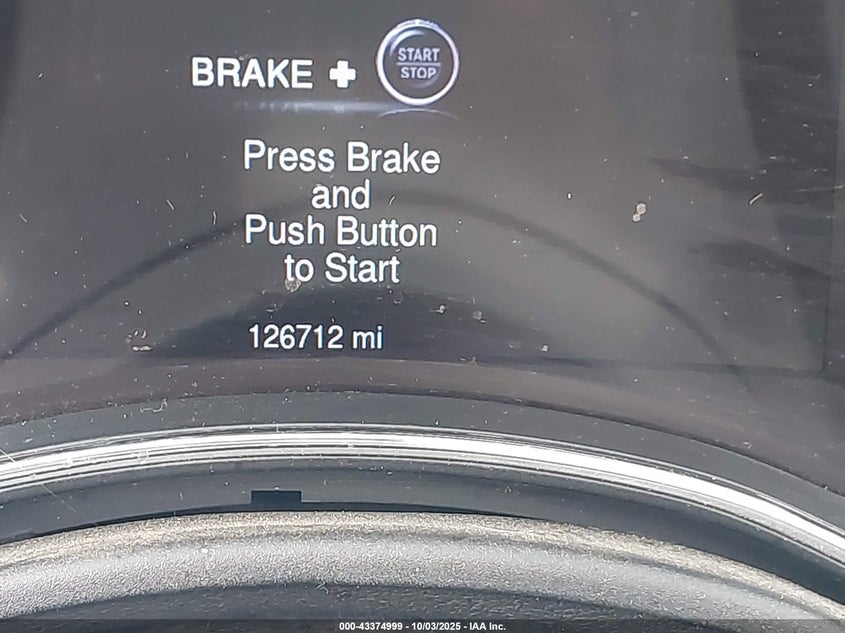 BRAKE + START STOP
Press Brake
and
Push Button
to Start
126712 mi
000-43374999 - 10/03/2025 - IAA Inc.